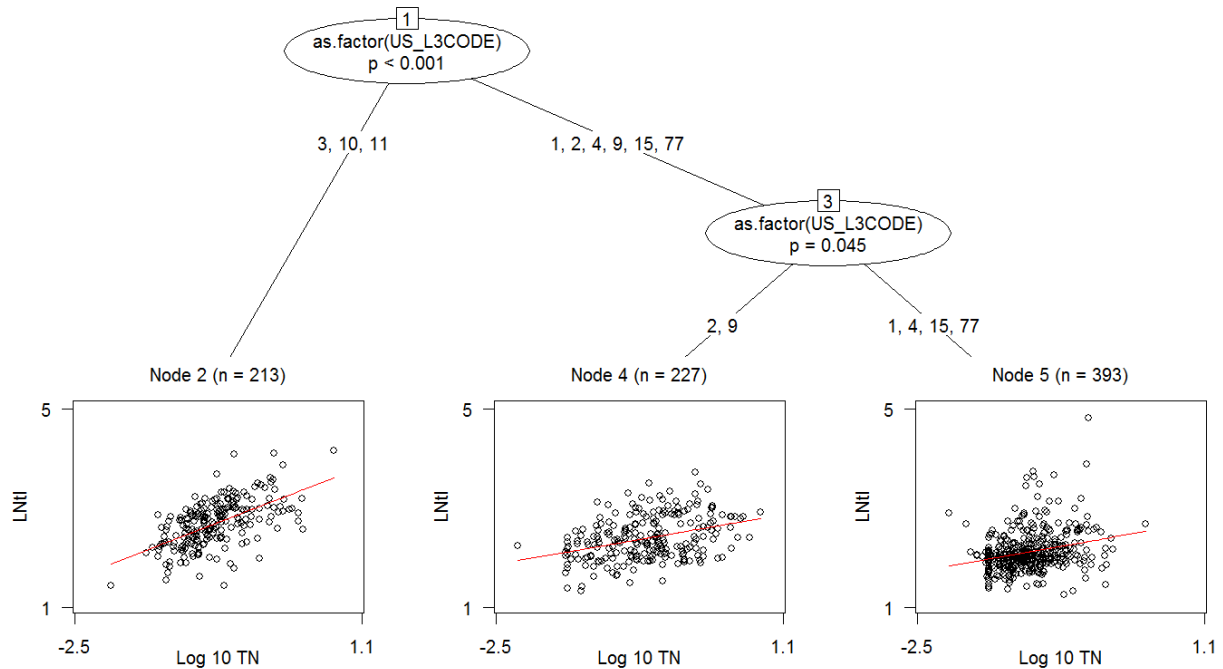 1
as.factor(US_L3CODE)
p < 0.001
3, 10, 11
1, 2, 4, 9, 15, 77
3
as.factor(US_L3CODE)
p = 0.045
2, 9
1, 4, 15, 77
Node 2 (n = 213)
5
LNtl
1
-2.5
1.1
Log 10 TN
Node 4 (n = 227)
5
LNtl
1
-2.5
1.1
Log 10 TN
Node 5 (n = 393)
5
LNtl
1
-2.5
1.1
Log 10 TN